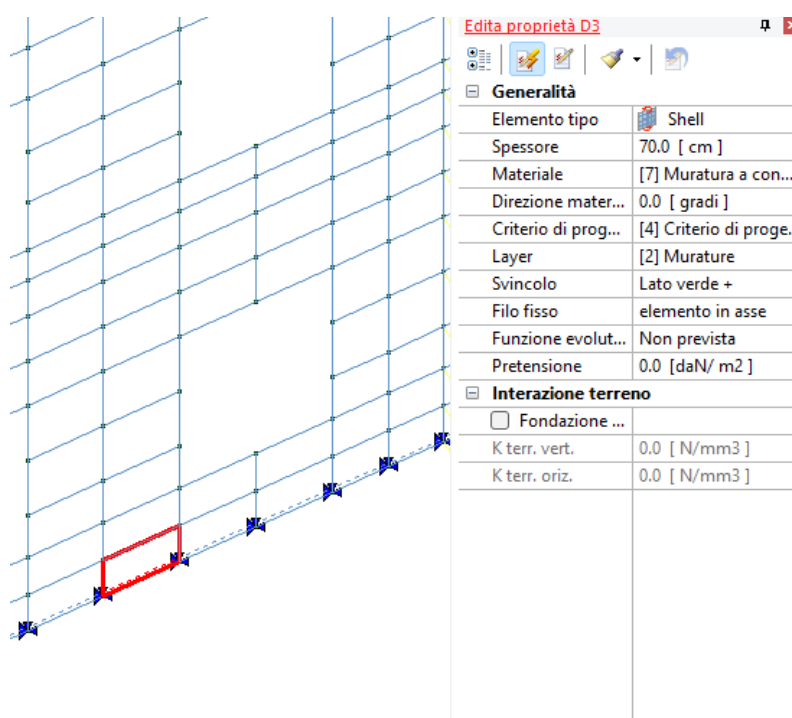 Edita proprietà D3
Generalità
Elemento tipo Shell
Spessore 70.0 [ cm ]
Materiale [7] Muratura a con...
Direzione mater... 0.0 [ gradi ]
Criterio di prog... [4] Criterio di proge.
Layer [2] Murature
Svincolo Lato verde +
Filo fisso elemento in asse
Funzione evolut... Non prevista
Pretensione 0.0 [daN/ m2 ]
Interazione terreno
Fondazione ...
K terr. vert. 0.0 [ N/mm3 ]
K terr. oriz. 0.0 [ N/mm3 ]